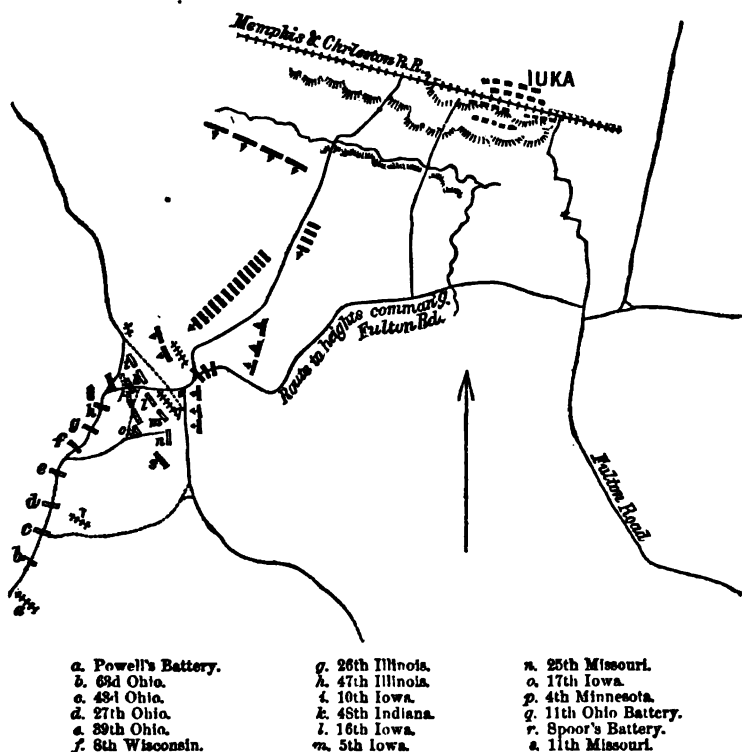 Memphis & Chrleston R.R.
IUKA
Route to heights commang.
Fulton Rd.
Fulton Road
k
g
f
e
d
c
b
a
l
m
n
o
s
a. Powell's Battery.
b. 63d Ohio.
c. 43d Ohio.
d. 27th Ohio.
e. 39th Ohio.
f. 8th Wisconsin.
g. 26th Illinois.
h. 47th Illinois.
i. 10th Iowa.
k. 48th Indiana.
l. 16th Iowa.
m. 5th Iowa.
n. 25th Missouri.
o. 17th Iowa.
p. 4th Minnesota.
q. 11th Ohio Battery.
r. Spoor's Battery.
s. 11th Missouri.